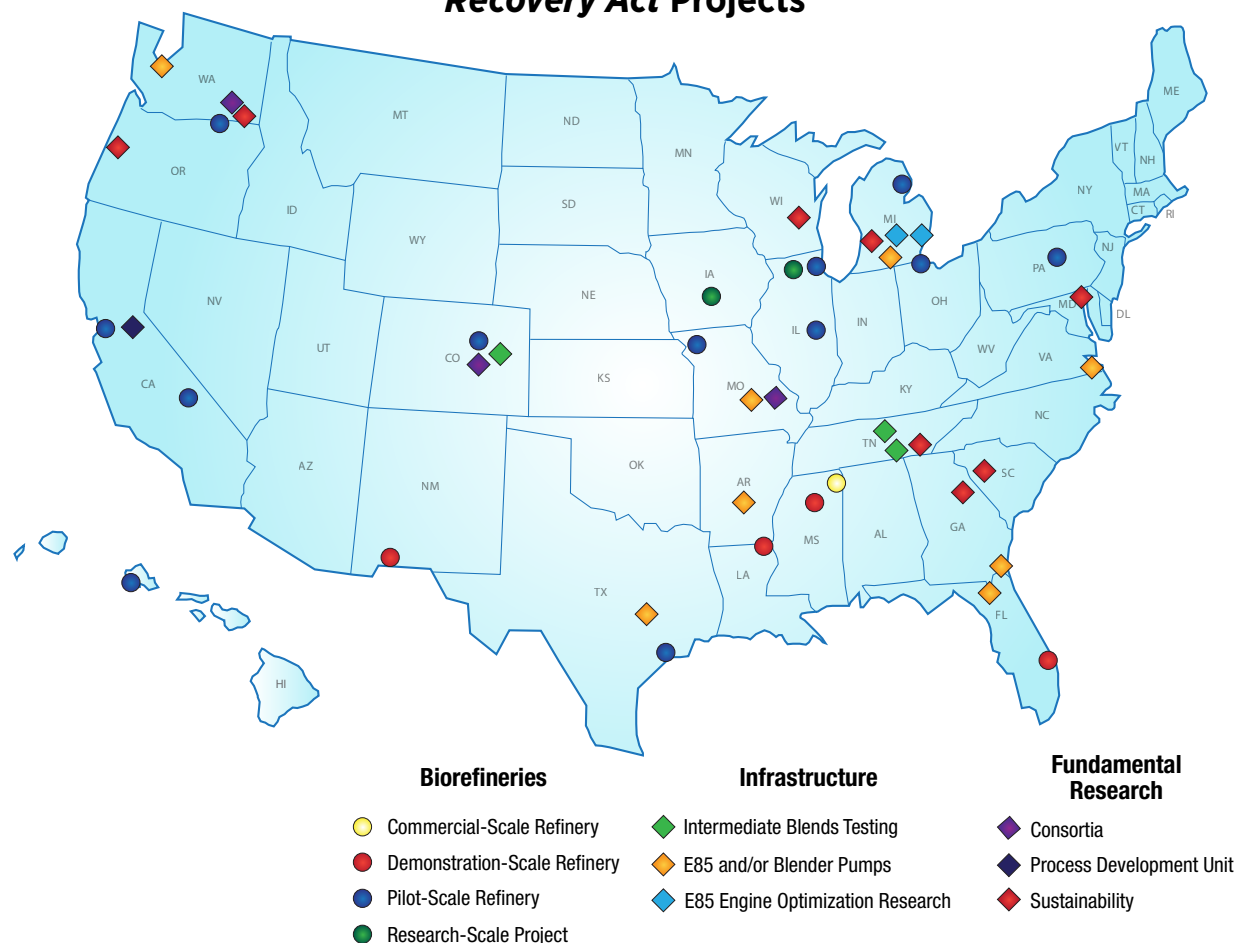 Recovery Act Projects
WA
MT
ND
MN
ME
VT
NH
OR
ID
SD
WI
MI
NY
MA
CT
RI
WY
IA
NE
PA
NJ
NV
UT
CO
IL
IN
OH
MD
DL
CA
KS
MO
WV
VA
KY
NC
AZ
NM
OK
AR
TN
SC
MS
AL
GA
LA
TX
FL
HI
Biorefineries
Commercial-Scale Refinery
Demonstration-Scale Refinery
Pilot-Scale Refinery
Research-Scale Project
Infrastructure
Intermediate Blends Testing
E85 and/or Blender Pumps
E85 Engine Optimization Research
Fundamental
Research
Consortia
Process Development Unit
Sustainability